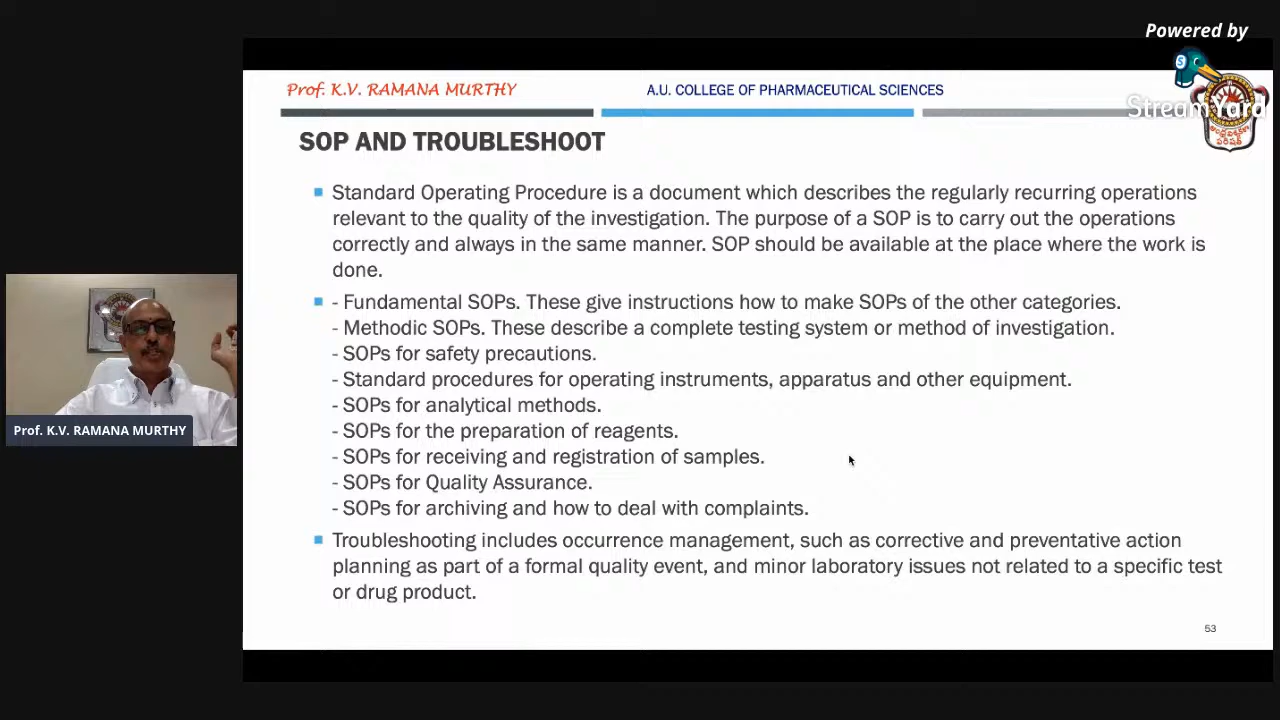 Powered by
StreamYard
Prof. K.V. RAMANA MURTHY
A.U. COLLEGE OF PHARMACEUTICAL SCIENCES
SOP AND TROUBLESHOOT
Standard Operating Procedure is a document which describes the regularly recurring operations
relevant to the quality of the investigation. The purpose of a SOP is to carry out the operations
correctly and always in the same manner. SOP should be available at the place where the work is
done.
- Fundamental SOPs. These give instructions how to make SOPs of the other categories.
- Methodic SOPs. These describe a complete testing system or method of investigation.
- SOPs for safety precautions.
- Standard procedures for operating instruments, apparatus and other equipment.
- SOPs for analytical methods.
- SOPs for the preparation of reagents.
- SOPs for receiving and registration of samples.
- SOPs for Quality Assurance.
- SOPs for archiving and how to deal with complaints.
Troubleshooting includes occurrence management, such as corrective and preventative action
planning as part of a formal quality event, and minor laboratory issues not related to a specific test
or drug product.
53
Prof. K.V. RAMANA MURTHY